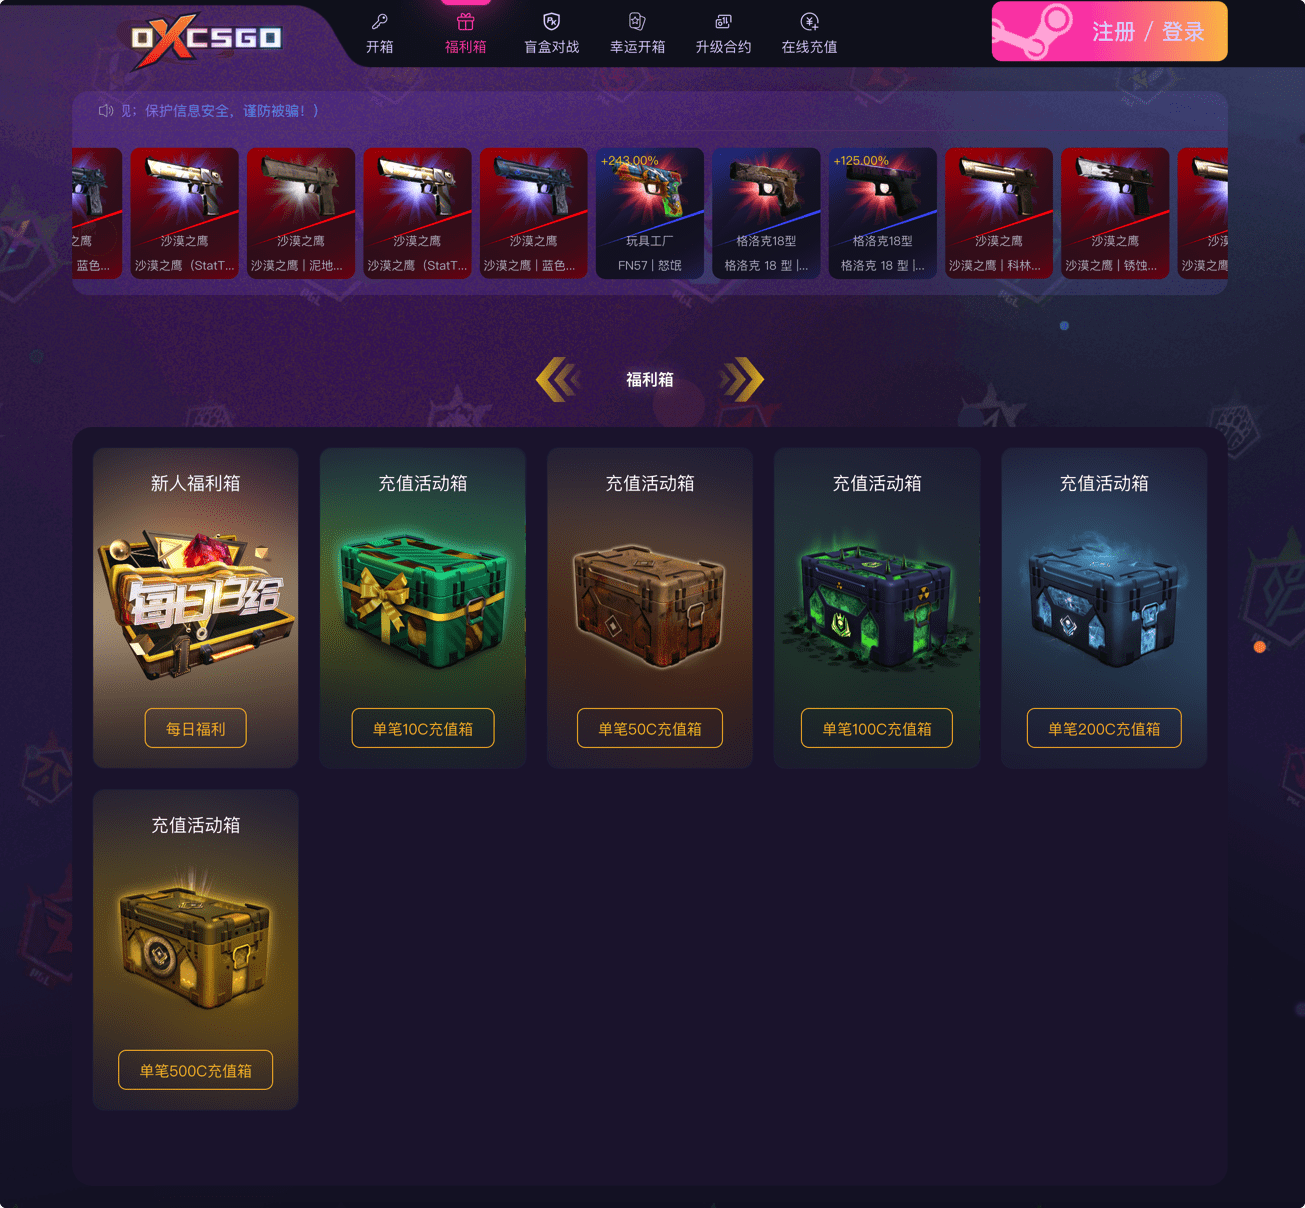 OXCSGO
开箱
福利箱
盲盒对战
幸运开箱
升级合约
在线充值
注册 / 登录
见；保护信息安全，谨防被骗！）
之鹰
蓝色...
沙漠之鹰
沙漠之鹰（StatT...
沙漠之鹰
沙漠之鹰 | 泥地...
沙漠之鹰
沙漠之鹰（StatT...
沙漠之鹰
沙漠之鹰 | 蓝色...
+243.00%
玩具工厂
FN57 | 怒氓
格洛克18型
格洛克 18 型 |...
+125.00%
格洛克18型
格洛克 18 型 |...
沙漠之鹰
沙漠之鹰 | 科林...
沙漠之鹰
沙漠之鹰 | 锈蚀...
沙漠之鹰
福利箱
新人福利箱
每日白给
每日福利
充值活动箱
单笔10C充值箱
充值活动箱
单笔50C充值箱
充值活动箱
单笔100C充值箱
充值活动箱
单笔200C充值箱
充值活动箱
单笔500C充值箱